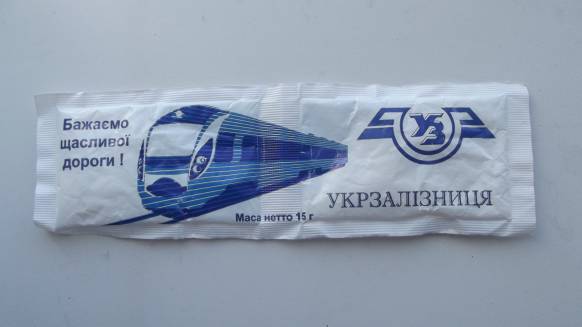 Бажаємо
щасливої
дороги !
Маса нетто 15 г
УЗ
УКРЗАЛІЗНИЦЯ